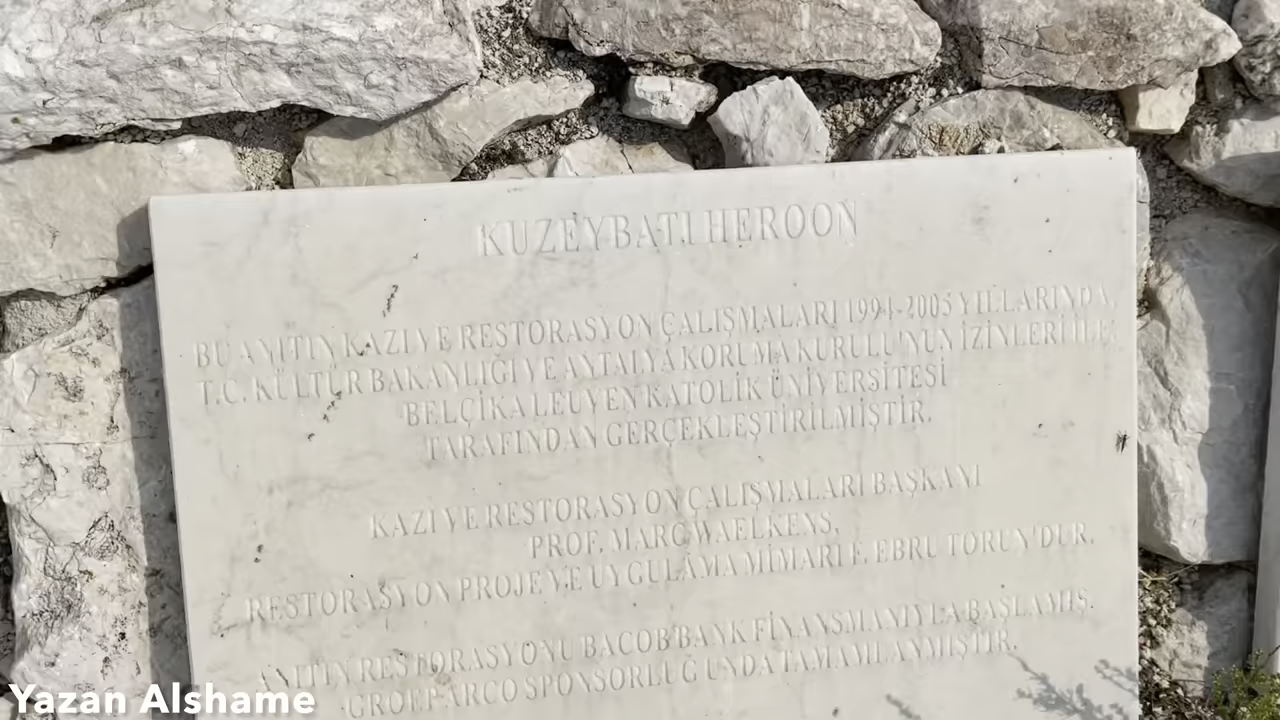 KUZEYBATI HEROON
BU ANITIN KAZI VE RESTORASYON ÇALIŞMALARI 1994-2005 YILLARINDA,
T.C. KÜLTÜR BAKANLIĞI VE ANTALYA KORUMA KURULU'NUN İZİNLERİ İLE
BELÇİKA LEUVEN KATOLİK ÜNİVERSİTESİ
TARAFINDAN GERÇEKLEŞTİRİLMİŞTİR.
KAZI VE RESTORASYON ÇALIŞMALARI BAŞKANI
PROF. MARC WAELKENS,
RESTORASYON PROJE VE UYGULAMA MİMARI F. EBRU TORUN'DUR.
ANITIN RESTORASYONU BACOB BANK FİNANSMANIYLA BAŞLAMIŞ,
GROEP ARCO SPONSORLUĞUNDA TAMAMLANMIŞTIR.
Yazan Alshame